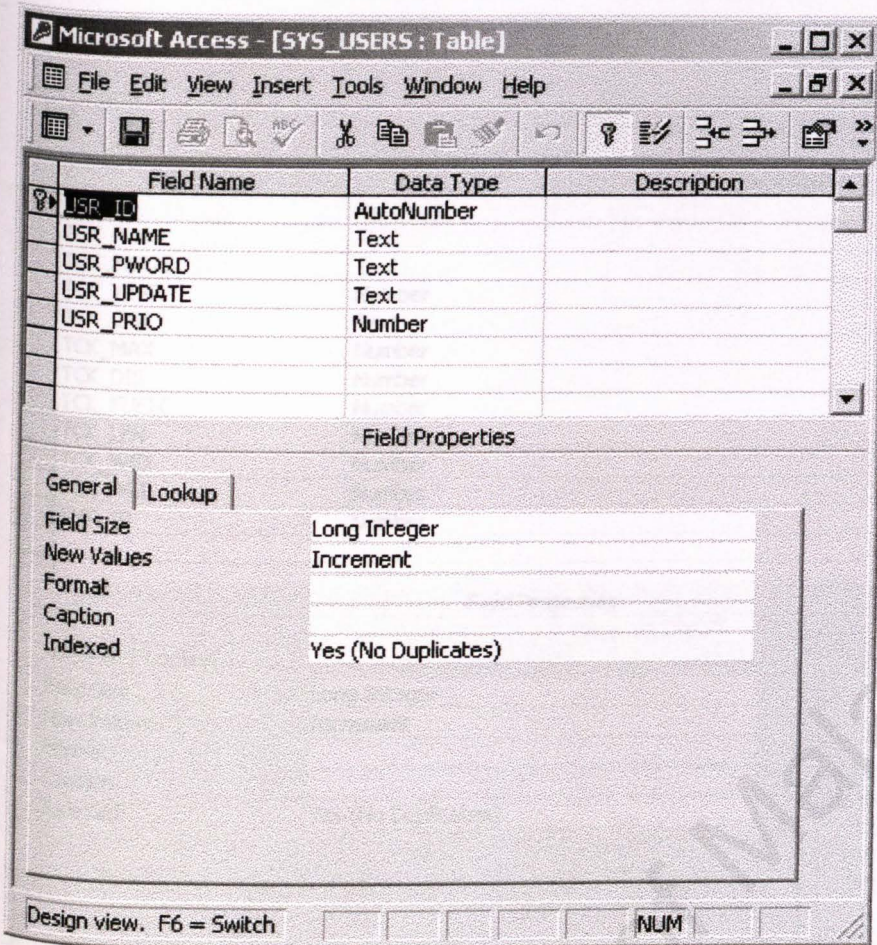 Microsoft Access - [SYS_USERS : Table]
File Edit View Insert Tools Window Help
Field Name Data Type Description
USR_ID AutoNumber
USR_NAME Text
USR_PWORD Text
USR_UPDATE Text
USR_PRIO Number
Field Properties
General Lookup
Field Size Long Integer
New Values Increment
Format
Caption
Indexed Yes (No Duplicates)
Design view. F6 = Switch NUM